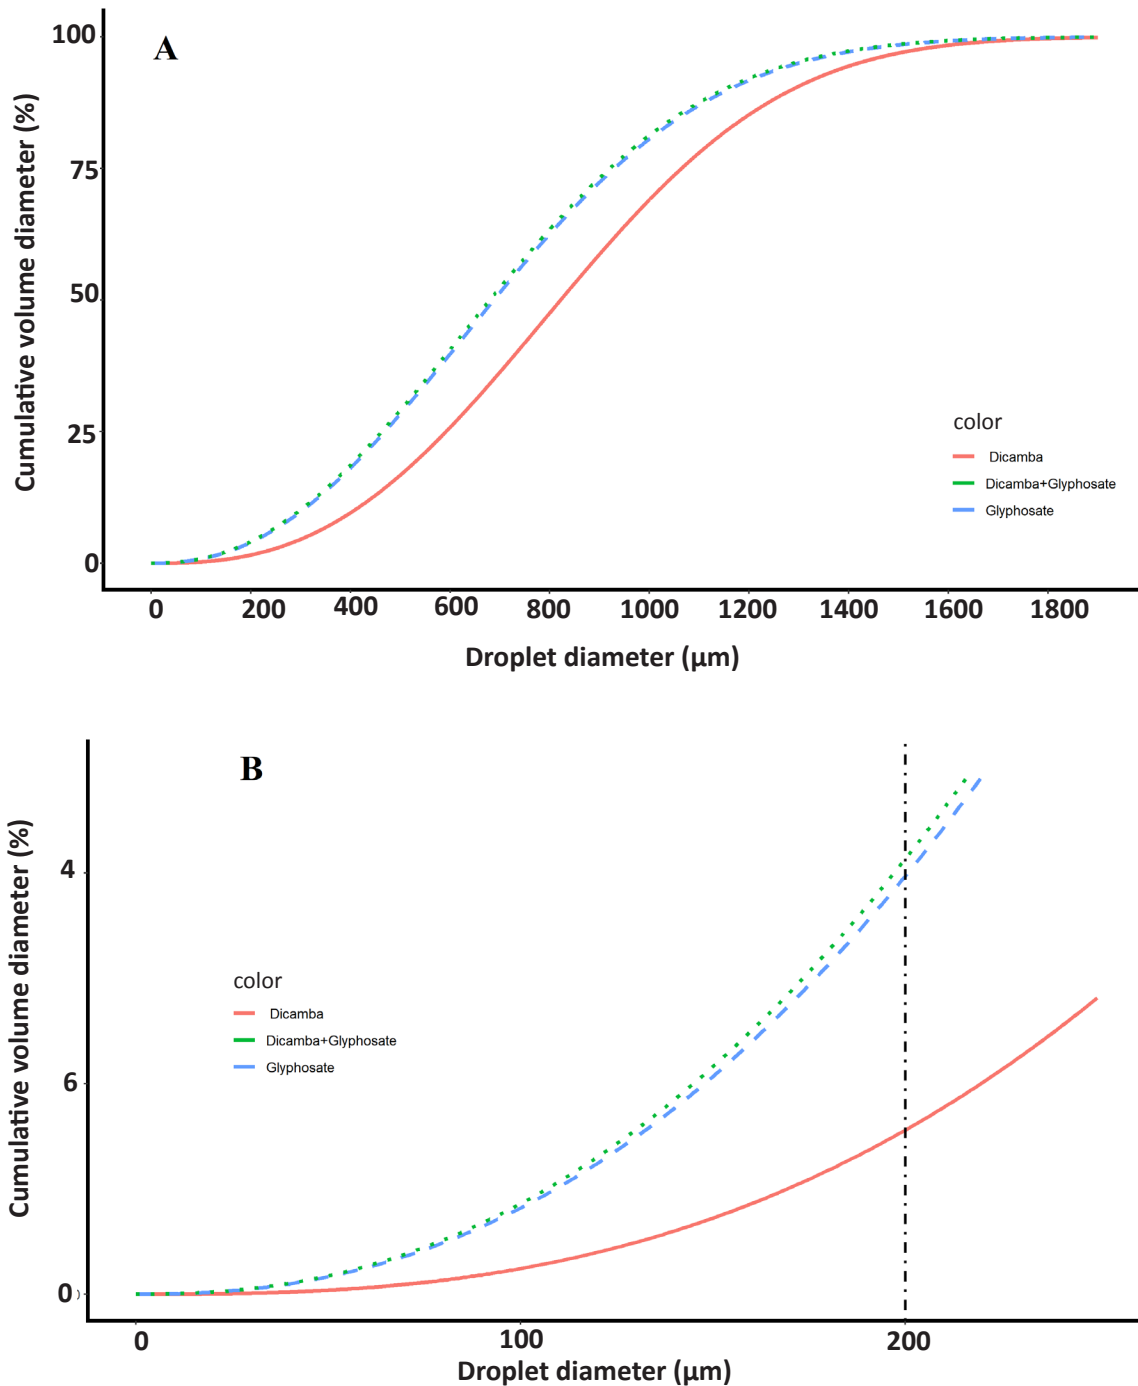 A
Cumulative volume diameter (%)
100
75
50
25
0
color
Dicamba
Dicamba+Glyphosate
Glyphosate
0 200 400 600 800 1000 1200 1400 1600 1800
Droplet diameter (µm)
B
Cumulative volume diameter (%)
4
6
0
color
Dicamba
Dicamba+Glyphosate
Glyphosate
0 100 200
Droplet diameter (µm)